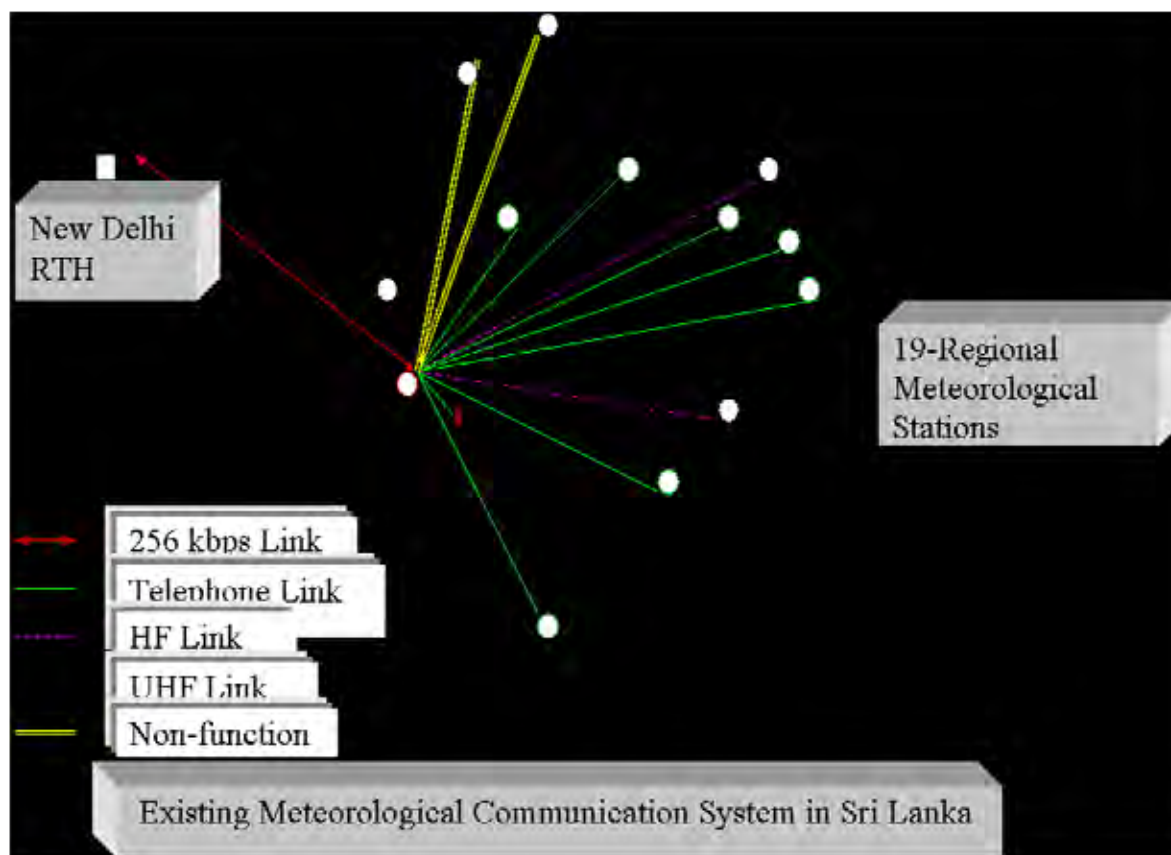 New Delhi
RTH
19-Regional
Meteorological
Stations
256 kbps Link
Telephone Link
HF Link
UHF Link
Non-function
Existing Meteorological Communication System in Sri Lanka